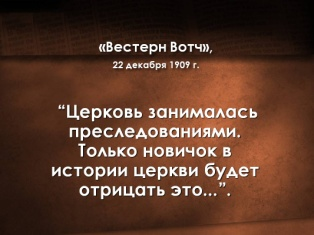 «Вестерн Вотч»,
22 декабря 1909 г.
“Церковь занималась
преследованиями.
Только новичок в
истории церкви будет
отрицать это...”.